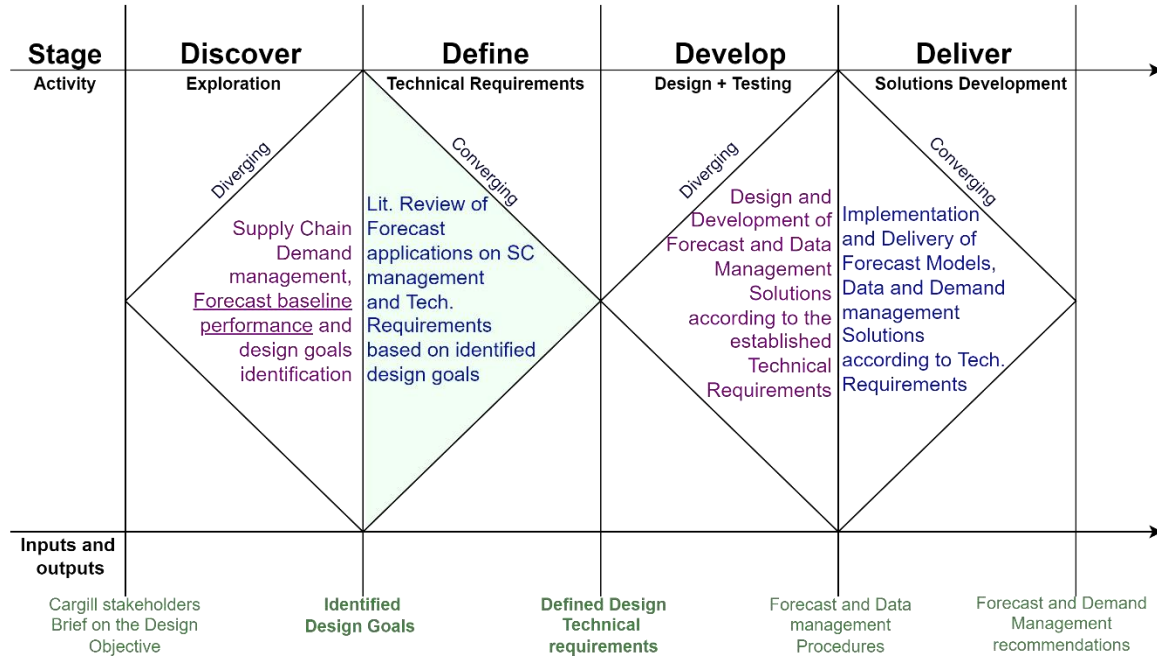 Stage
Discover
Define
Develop
Deliver
Activity
Exploration
Technical Requirements
Design + Testing
Solutions Development
Diverging
Converging
Diverging
Converging
Supply Chain
Demand
management,
Forecast baseline
performance and
design goals
identification
Lit. Review of
Forecast
applications on SC
management
and Tech.
Requirements
based on identified
design goals
Design and
Development of
Forecast and Data
Management
Solutions
according to the
established
Technical
Requirements
Implementation
and Delivery of
Forecast Models,
Data and Demand
management
Solutions
according to Tech.
Requirements
Inputs and
outputs
Cargill stakeholders
Brief on the Design
Objective
Identified
Design Goals
Defined Design
Technical
requirements
Forecast and Data
management
Procedures
Forecast and Demand
Management
recommendations